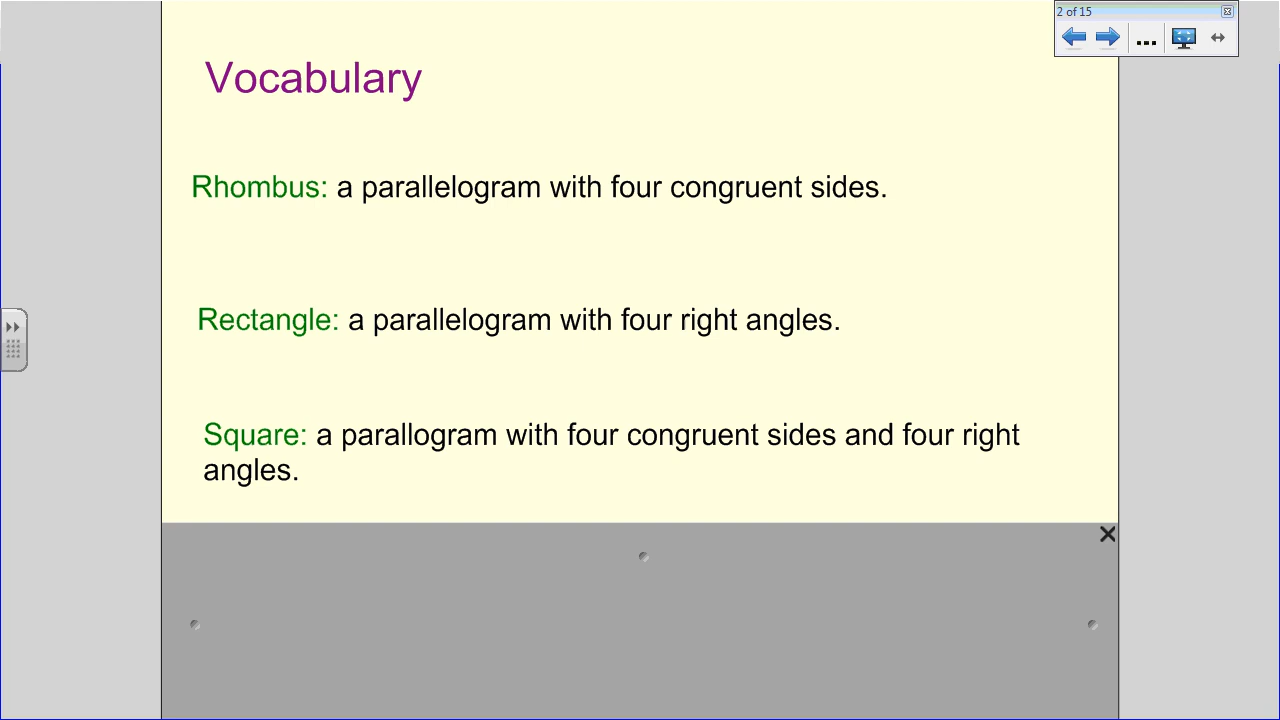 2 of 15
Vocabulary
Rhombus: a parallelogram with four congruent sides.
Rectangle: a parallelogram with four right angles.
Square: a parallogram with four congruent sides and four right
angles.